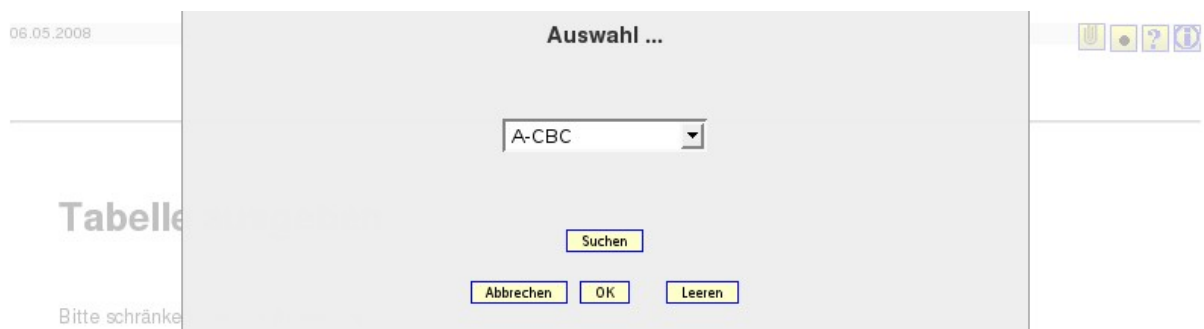 06.05.2008
Auswahl ...
?
A-CBC
Tabelle
Suchen
Abbrechen OK Leeren
Bitte schränke